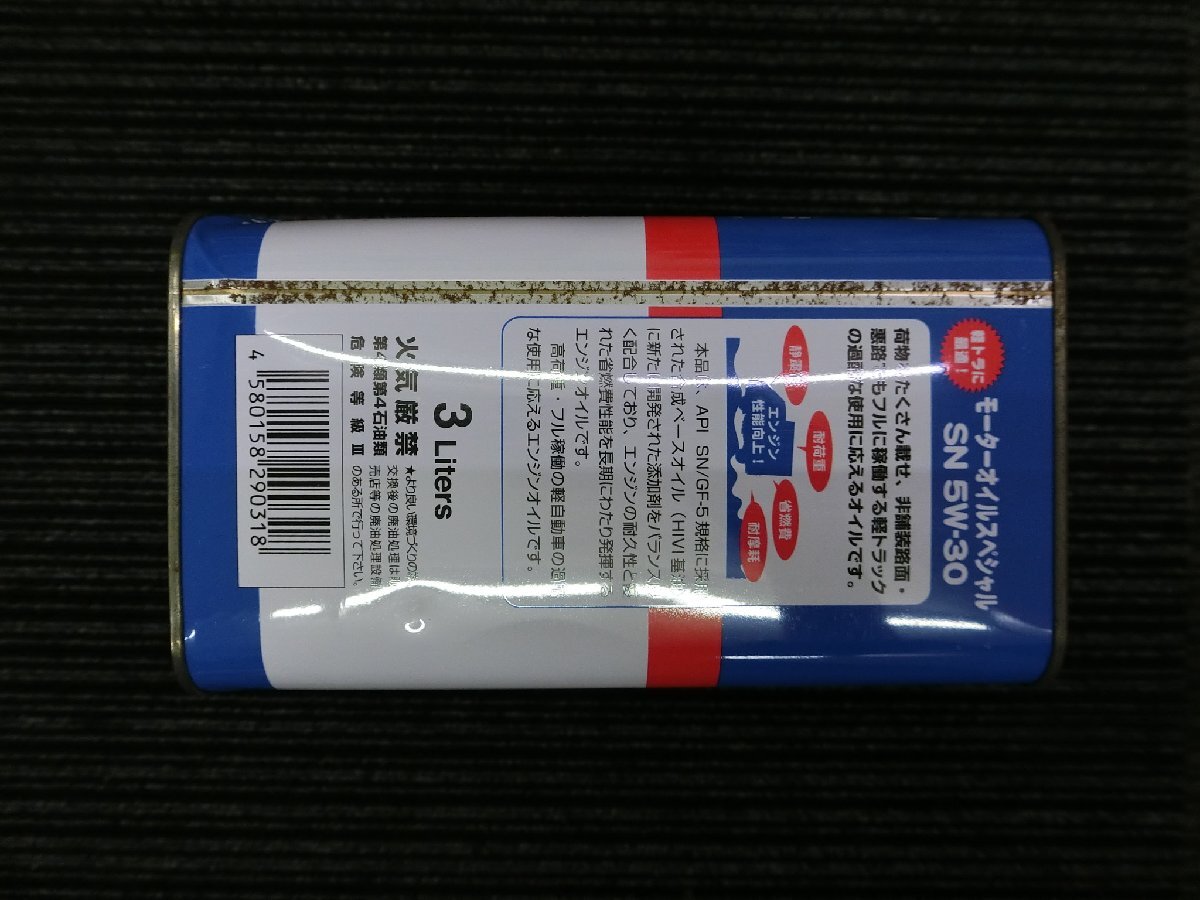 軽トラに
最適!
モーターオイルスペシャル
SN 5W-30
荷物をたくさん載せ、非舗装路面・
悪路でもフルに稼働する軽トラック
の過酷な使用に応えるオイルです。
静粛性
耐荷重
省燃費
耐摩耗
エンジン
性能向上!
本品は、API SN/GF-5規格に採用
された合成ベースオイル(HIVI基油)
に新たに開発された添加剤をバランス
く配合しており、エンジンの耐久性と
れた省燃費性能を長期にわたり発揮する
エンジンオイルです。
高荷重・フル稼働の軽自動車の過酷
な使用に応えるエンジンオイルです。
3 Liters
火気厳禁
第4類第4石油類
危険等級 III
★より良い環境づくりの
交換後の廃油処理は
売店等の廃油処理設備
のある所で行って下さい。
4 580158 290318